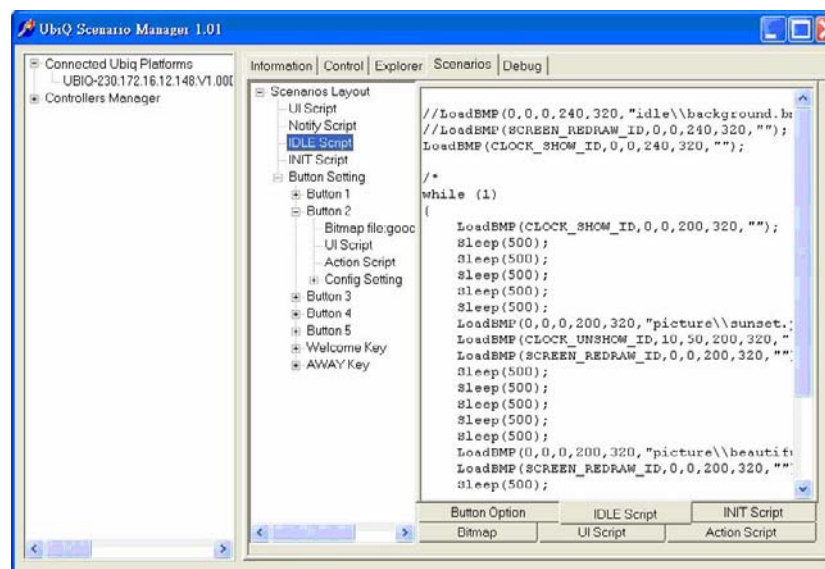 UbiQ Scenario Manager 1.01
Connected Ubiq Platforms
UBIQ-230.172.16.12.148.V1.00
Controllers Manager
Information
Control
Explorer
Scenarios
Debug
Scenarios Layout
UI Script
Notify Script
IDLE Script
INIT Script
Button Setting
Button 1
Button 2
Bitmap file:gooc
UI Script
Action Script
Config Setting
Button 3
Button 4
Button 5
Welcome Key
AWAY Key
//LoadBMP(0,0,0,240,320,"idle\\background.b
//LoadBMP(SCREEN_REDRAW_ID,0,0,240,320,"");
LoadBMP(CLOCK_SHOW_ID,0,0,240,320,"");
/*
while (1)
{
LoadBMP(CLOCK_SHOW_ID,0,0,200,320,"");
Sleep(500);
Sleep(500);
Sleep(500);
Sleep(500);
Sleep(500);
LoadBMP(0,0,0,200,320,"picture\\sunset.
LoadBMP(CLOCK_UNSHOW_ID,10,50,200,320,"
LoadBMP(SCREEN_REDRAW_ID,0,0,200,320,""
Sleep(500);
Sleep(500);
Sleep(500);
Sleep(500);
Sleep(500);
LoadBMP(0,0,0,200,320,"picture\\beautif
LoadBMP(SCREEN_REDRAW_ID,0,0,200,320,""
Sleep(500);
Button Option
IDLE Script
INIT Script
Bitmap
UI Script
Action Script